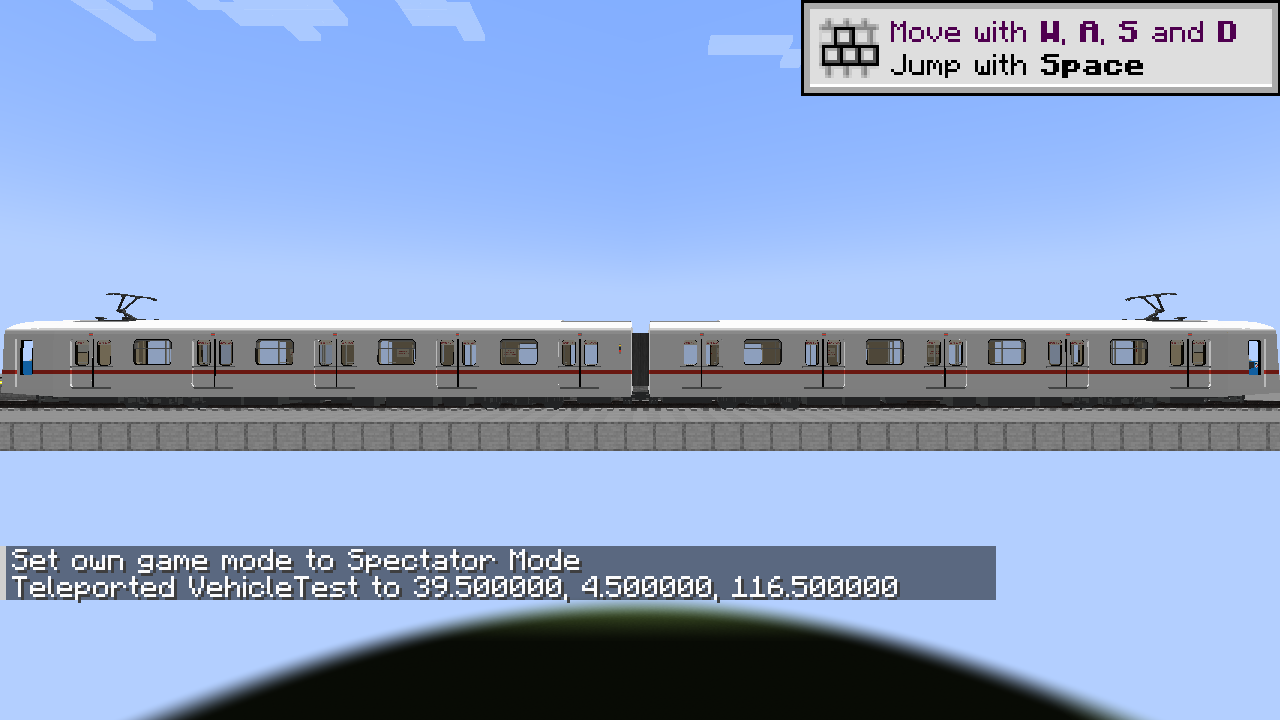 Move with W, A, S and D
Jump with Space
Set own game mode to Spectator Mode
Teleported VehicleTest to 39.500000, 4.500000, 116.500000